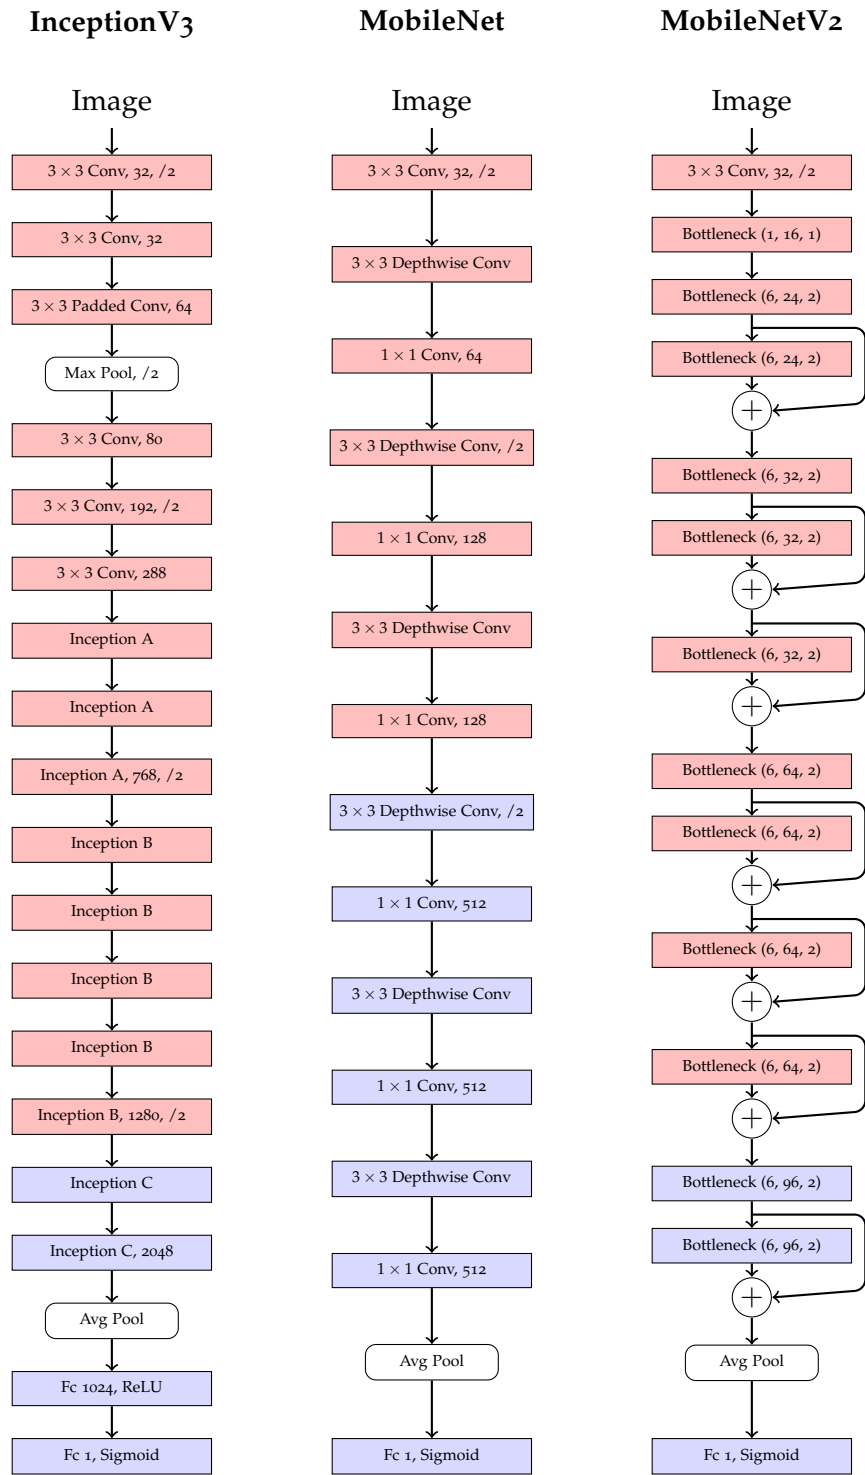 InceptionV3
Image
3 × 3 Conv, 32, /2
3 × 3 Conv, 32
3 × 3 Padded Conv, 64
Max Pool, /2
3 × 3 Conv, 80
3 × 3 Conv, 192, /2
3 × 3 Conv, 288
Inception A
Inception A
Inception A, 768, /2
Inception B
Inception B
Inception B
Inception B
Inception B, 1280, /2
Inception C
Inception C, 2048
Avg Pool
Fc 1024, ReLU
Fc 1, Sigmoid
MobileNet
Image
3 × 3 Conv, 32, /2
3 × 3 Depthwise Conv
1 × 1 Conv, 64
3 × 3 Depthwise Conv, /2
1 × 1 Conv, 128
3 × 3 Depthwise Conv
1 × 1 Conv, 128
3 × 3 Depthwise Conv, /2
1 × 1 Conv, 512
3 × 3 Depthwise Conv
1 × 1 Conv, 512
3 × 3 Depthwise Conv
1 × 1 Conv, 512
Avg Pool
Fc 1, Sigmoid
MobileNetV2
Image
3 × 3 Conv, 32, /2
Bottleneck (1, 16, 1)
Bottleneck (6, 24, 2)
Bottleneck (6, 24, 2)
+
Bottleneck (6, 32, 2)
Bottleneck (6, 32, 2)
+
Bottleneck (6, 32, 2)
+
Bottleneck (6, 64, 2)
Bottleneck (6, 64, 2)
+
Bottleneck (6, 64, 2)
+
Bottleneck (6, 64, 2)
+
Bottleneck (6, 96, 2)
Bottleneck (6, 96, 2)
+
Avg Pool
Fc 1, Sigmoid